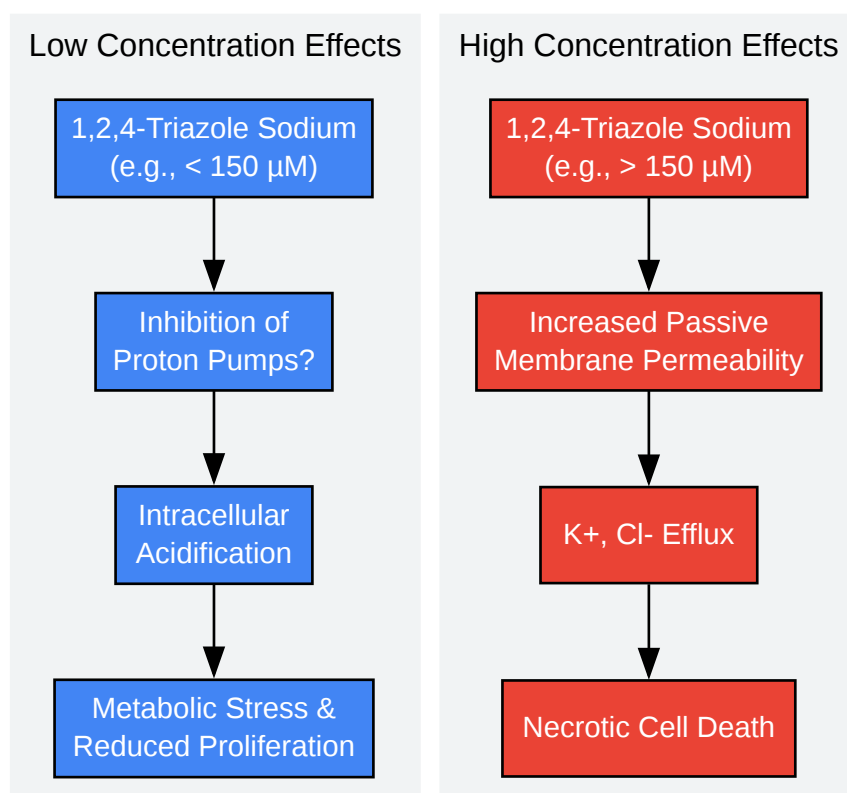 Low Concentration Effects
1,2,4-Triazole Sodium
(e.g., < 150 µM)
Inhibition of
Proton Pumps?
Intracellular
Acidification
Metabolic Stress &
Reduced Proliferation
High Concentration Effects
1,2,4-Triazole Sodium
(e.g., > 150 µM)
Increased Passive
Membrane Permeability
K+, Cl- Efflux
Necrotic Cell Death